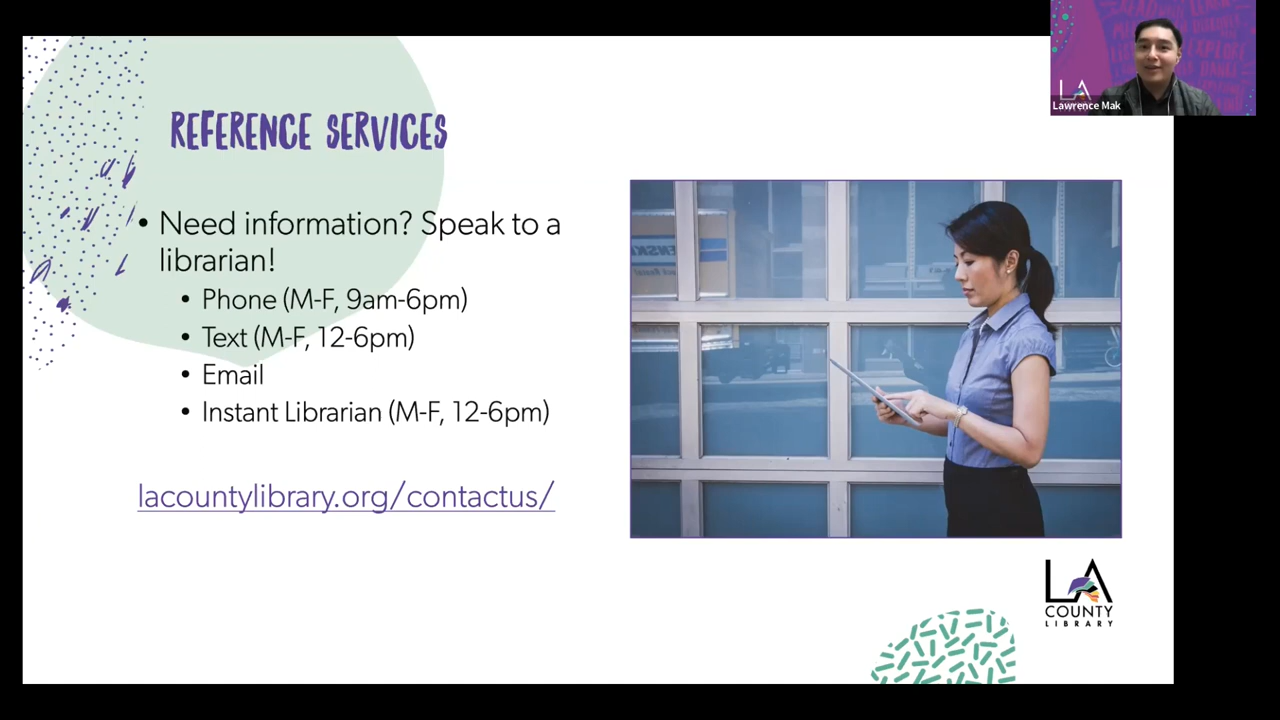 REFERENCE SERVICES
• Need information? Speak to a
librarian!
• Phone (M-F, 9am-6pm)
• Text (M-F, 12-6pm)
• Email
• Instant Librarian (M-F, 12-6pm)
lacountylibrary.org/contactus/
LA
COUNTY
LIBRARY
LA
Lawrence Mak